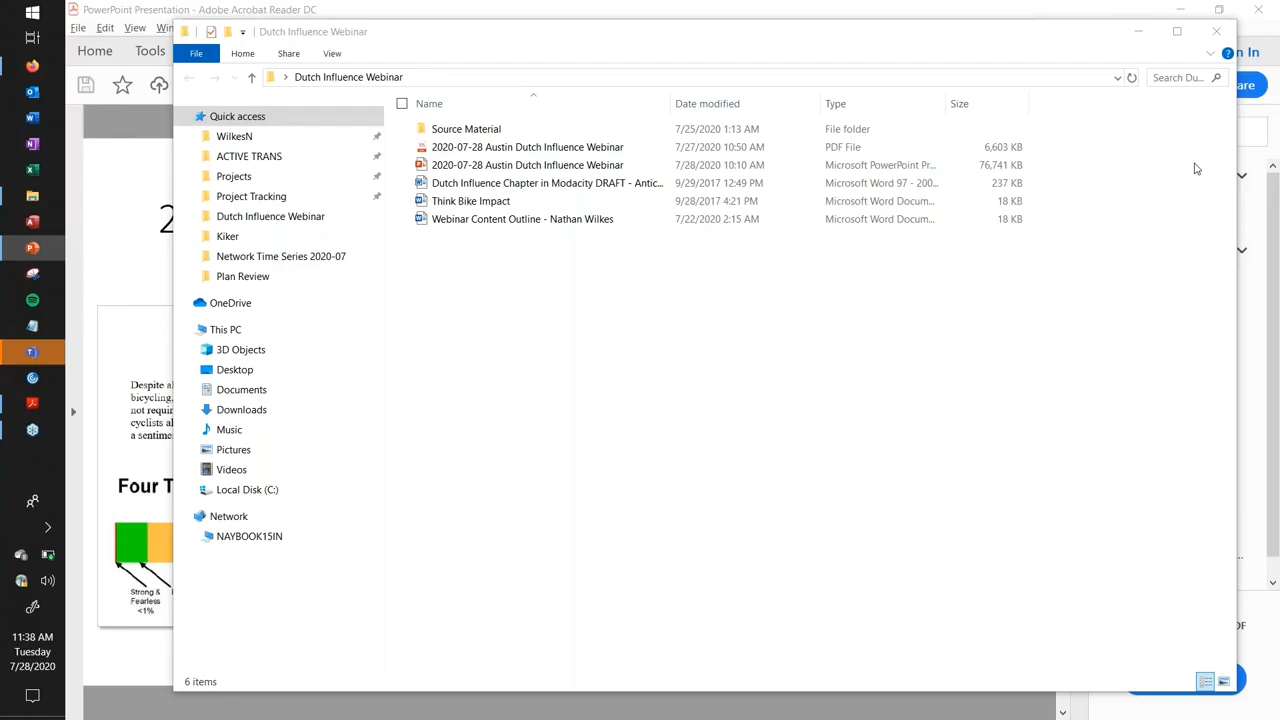 PowerPoint Presentation - Adobe Acrobat Reader DC
File Edit View Win
Home Tools
Dutch Influence Webinar
File Home Share View
Dutch Influence Webinar
Search Du...
Quick access
WilkesN
ACTIVE TRANS
Projects
Project Tracking
Dutch Influence Webinar
Kiker
Network Time Series 2020-07
Plan Review
OneDrive
This PC
3D Objects
Desktop
Documents
Downloads
Music
Pictures
Videos
Local Disk (C:)
Network
NAYBOOK15IN
Name Date modified Type Size
Source Material 7/25/2020 1:13 AM File folder
2020-07-28 Austin Dutch Influence Webinar 7/27/2020 10:50 AM PDF File 6,603 KB
2020-07-28 Austin Dutch Influence Webinar 7/28/2020 10:10 AM Microsoft PowerPoint Pr... 76,741 KB
Dutch Influence Chapter in Modacity DRAFT - Antic... 9/29/2017 12:49 PM Microsoft Word 97 - 200... 237 KB
Think Bike Impact 9/28/2017 4:21 PM Microsoft Word Docum... 18 KB
Webinar Content Outline - Nathan Wilkes 7/22/2020 2:15 AM Microsoft Word Docum... 18 KB
6 items
n In
are
2
Despite al
bicycling,
not requir
cyclists al
a sentime
Four T
Strong &
Fearless
<1%
DF
11:38 AM
Tuesday
7/28/2020